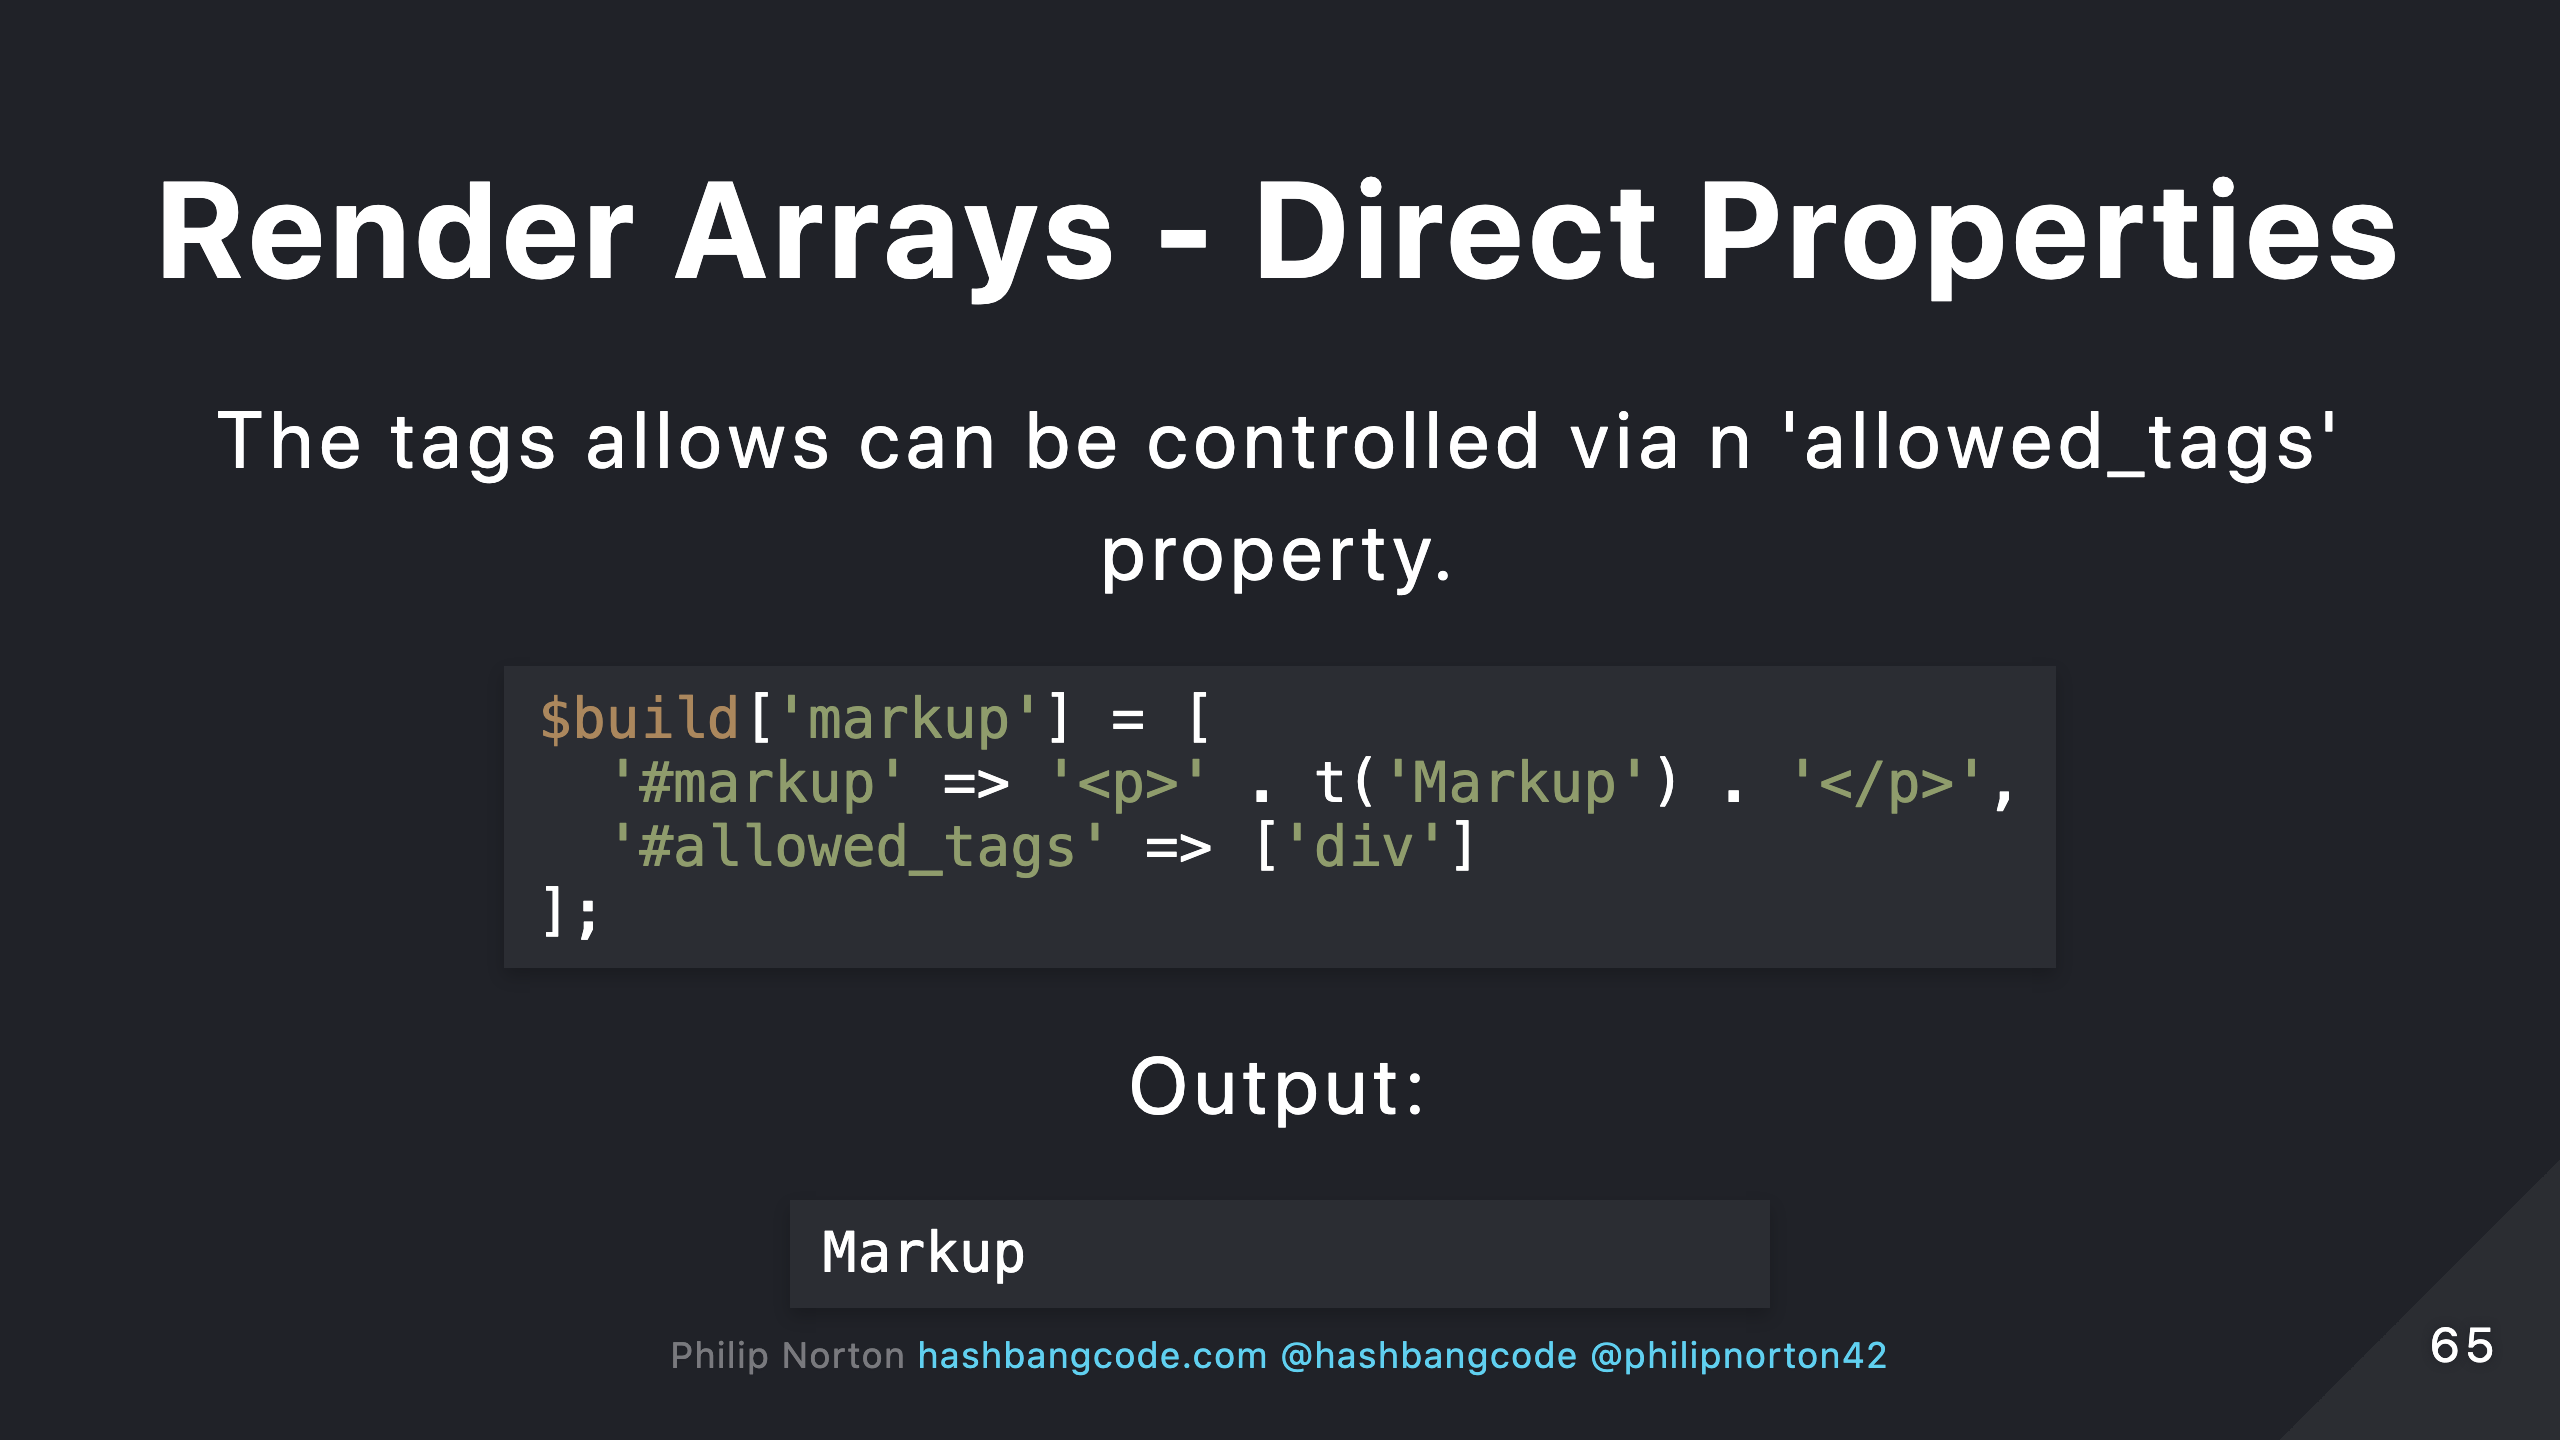 Render Arrays - Direct Properties
The tags allows can be controlled via n 'allowed_tags'
property.
$build['markup'] = [
  '#markup' => '<p>' . t('Markup') . '</p>',
  '#allowed_tags' => ['div']
];
Output:
Markup
Philip Norton hashbangcode.com @hashbangcode @philipnorton42
65